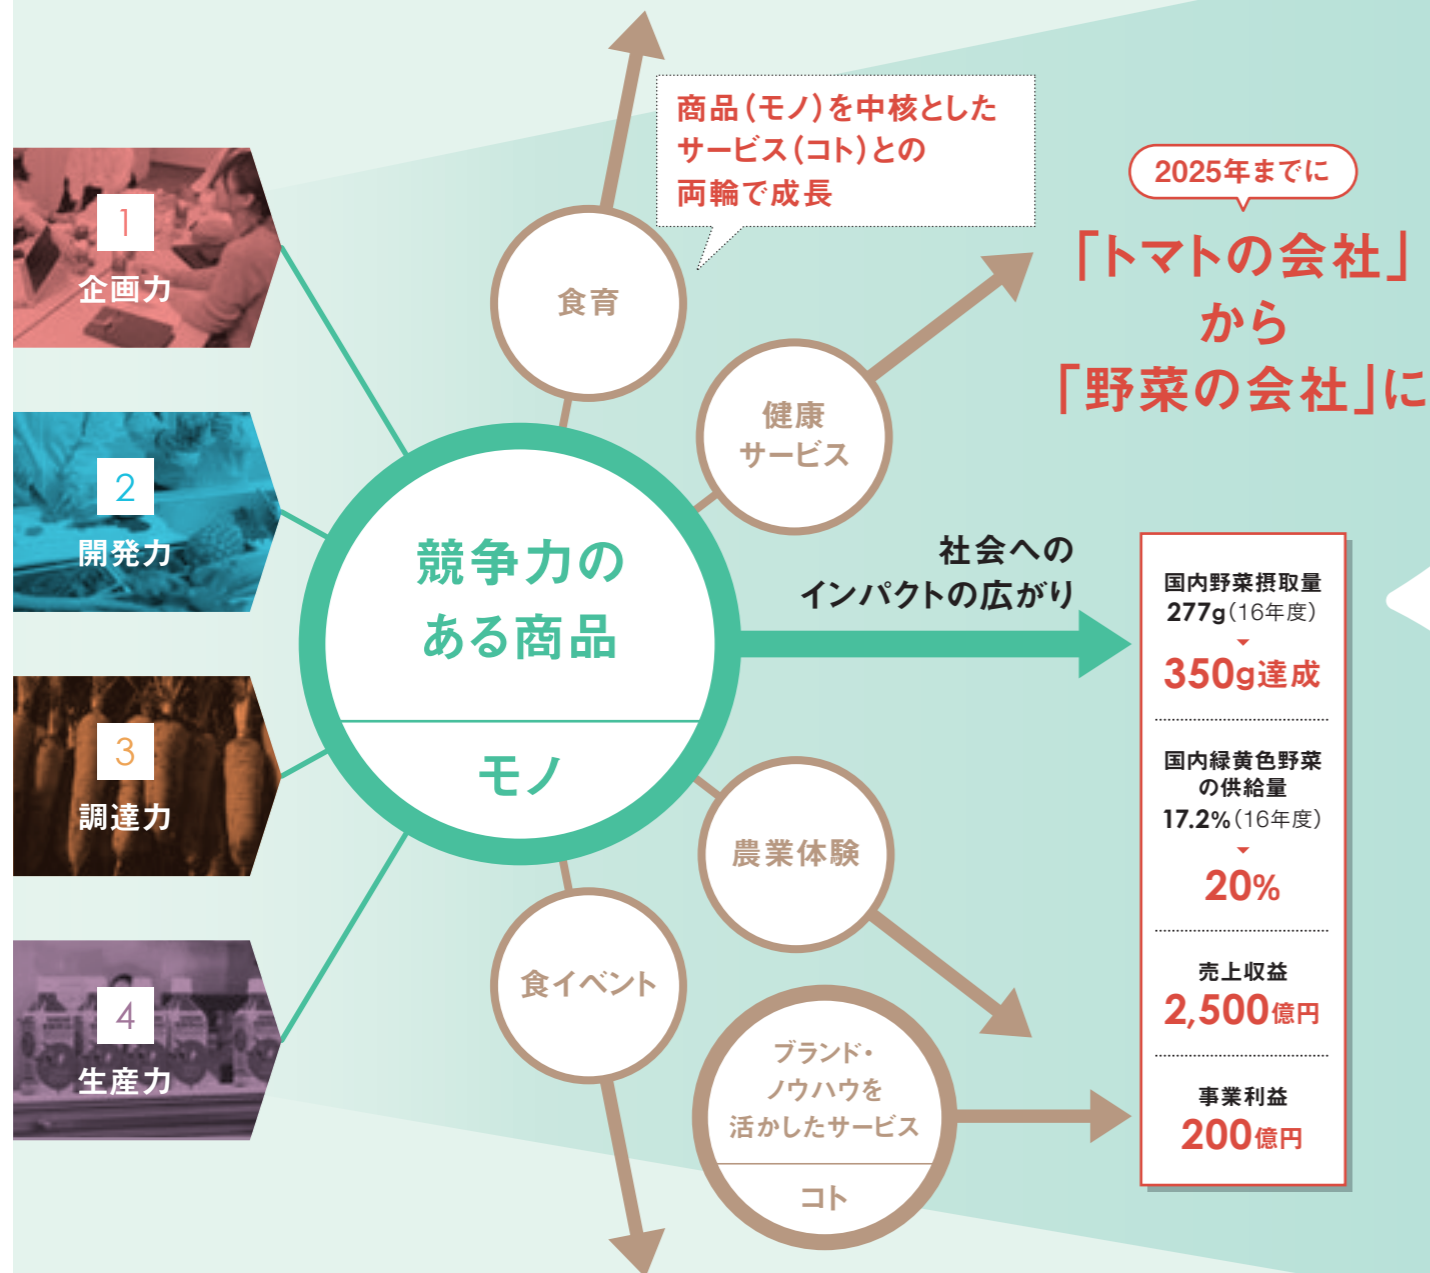 1
企画力
2
開発力
3
調達力
4
生産力
商品（モノ）を中核とした
サービス（コト）との
両輪で成長
食育
健康
サービス
競争力の
ある商品
モノ
社会への
インパクトの広がり
農業体験
食イベント
ブランド・
ノウハウを
活かしたサービス
コト
2025年までに
「トマトの会社」
から
「野菜の会社」に
国内野菜摂取量
277g（16年度）
350g達成
国内緑黄色野菜
の供給量
17.2%（16年度）
20%
売上収益
2,500億円
事業利益
200億円